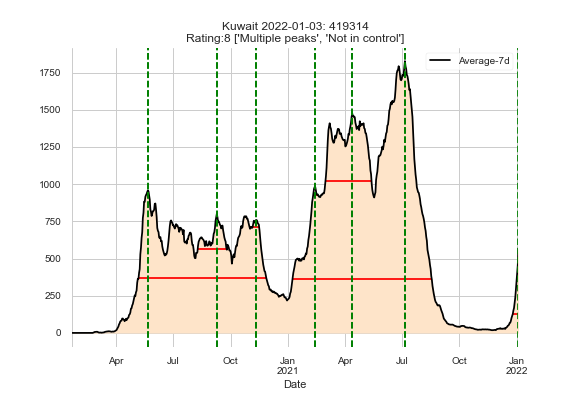 Kuwait 2022-01-03: 419314
Rating:8 ['Multiple peaks', 'Not in control']
Average-7d
1750
1500
1250
1000
750
500
250
0
Apr
Jul
Oct
Jan
2021
Apr
Jul
Oct
Jan
2022
Date